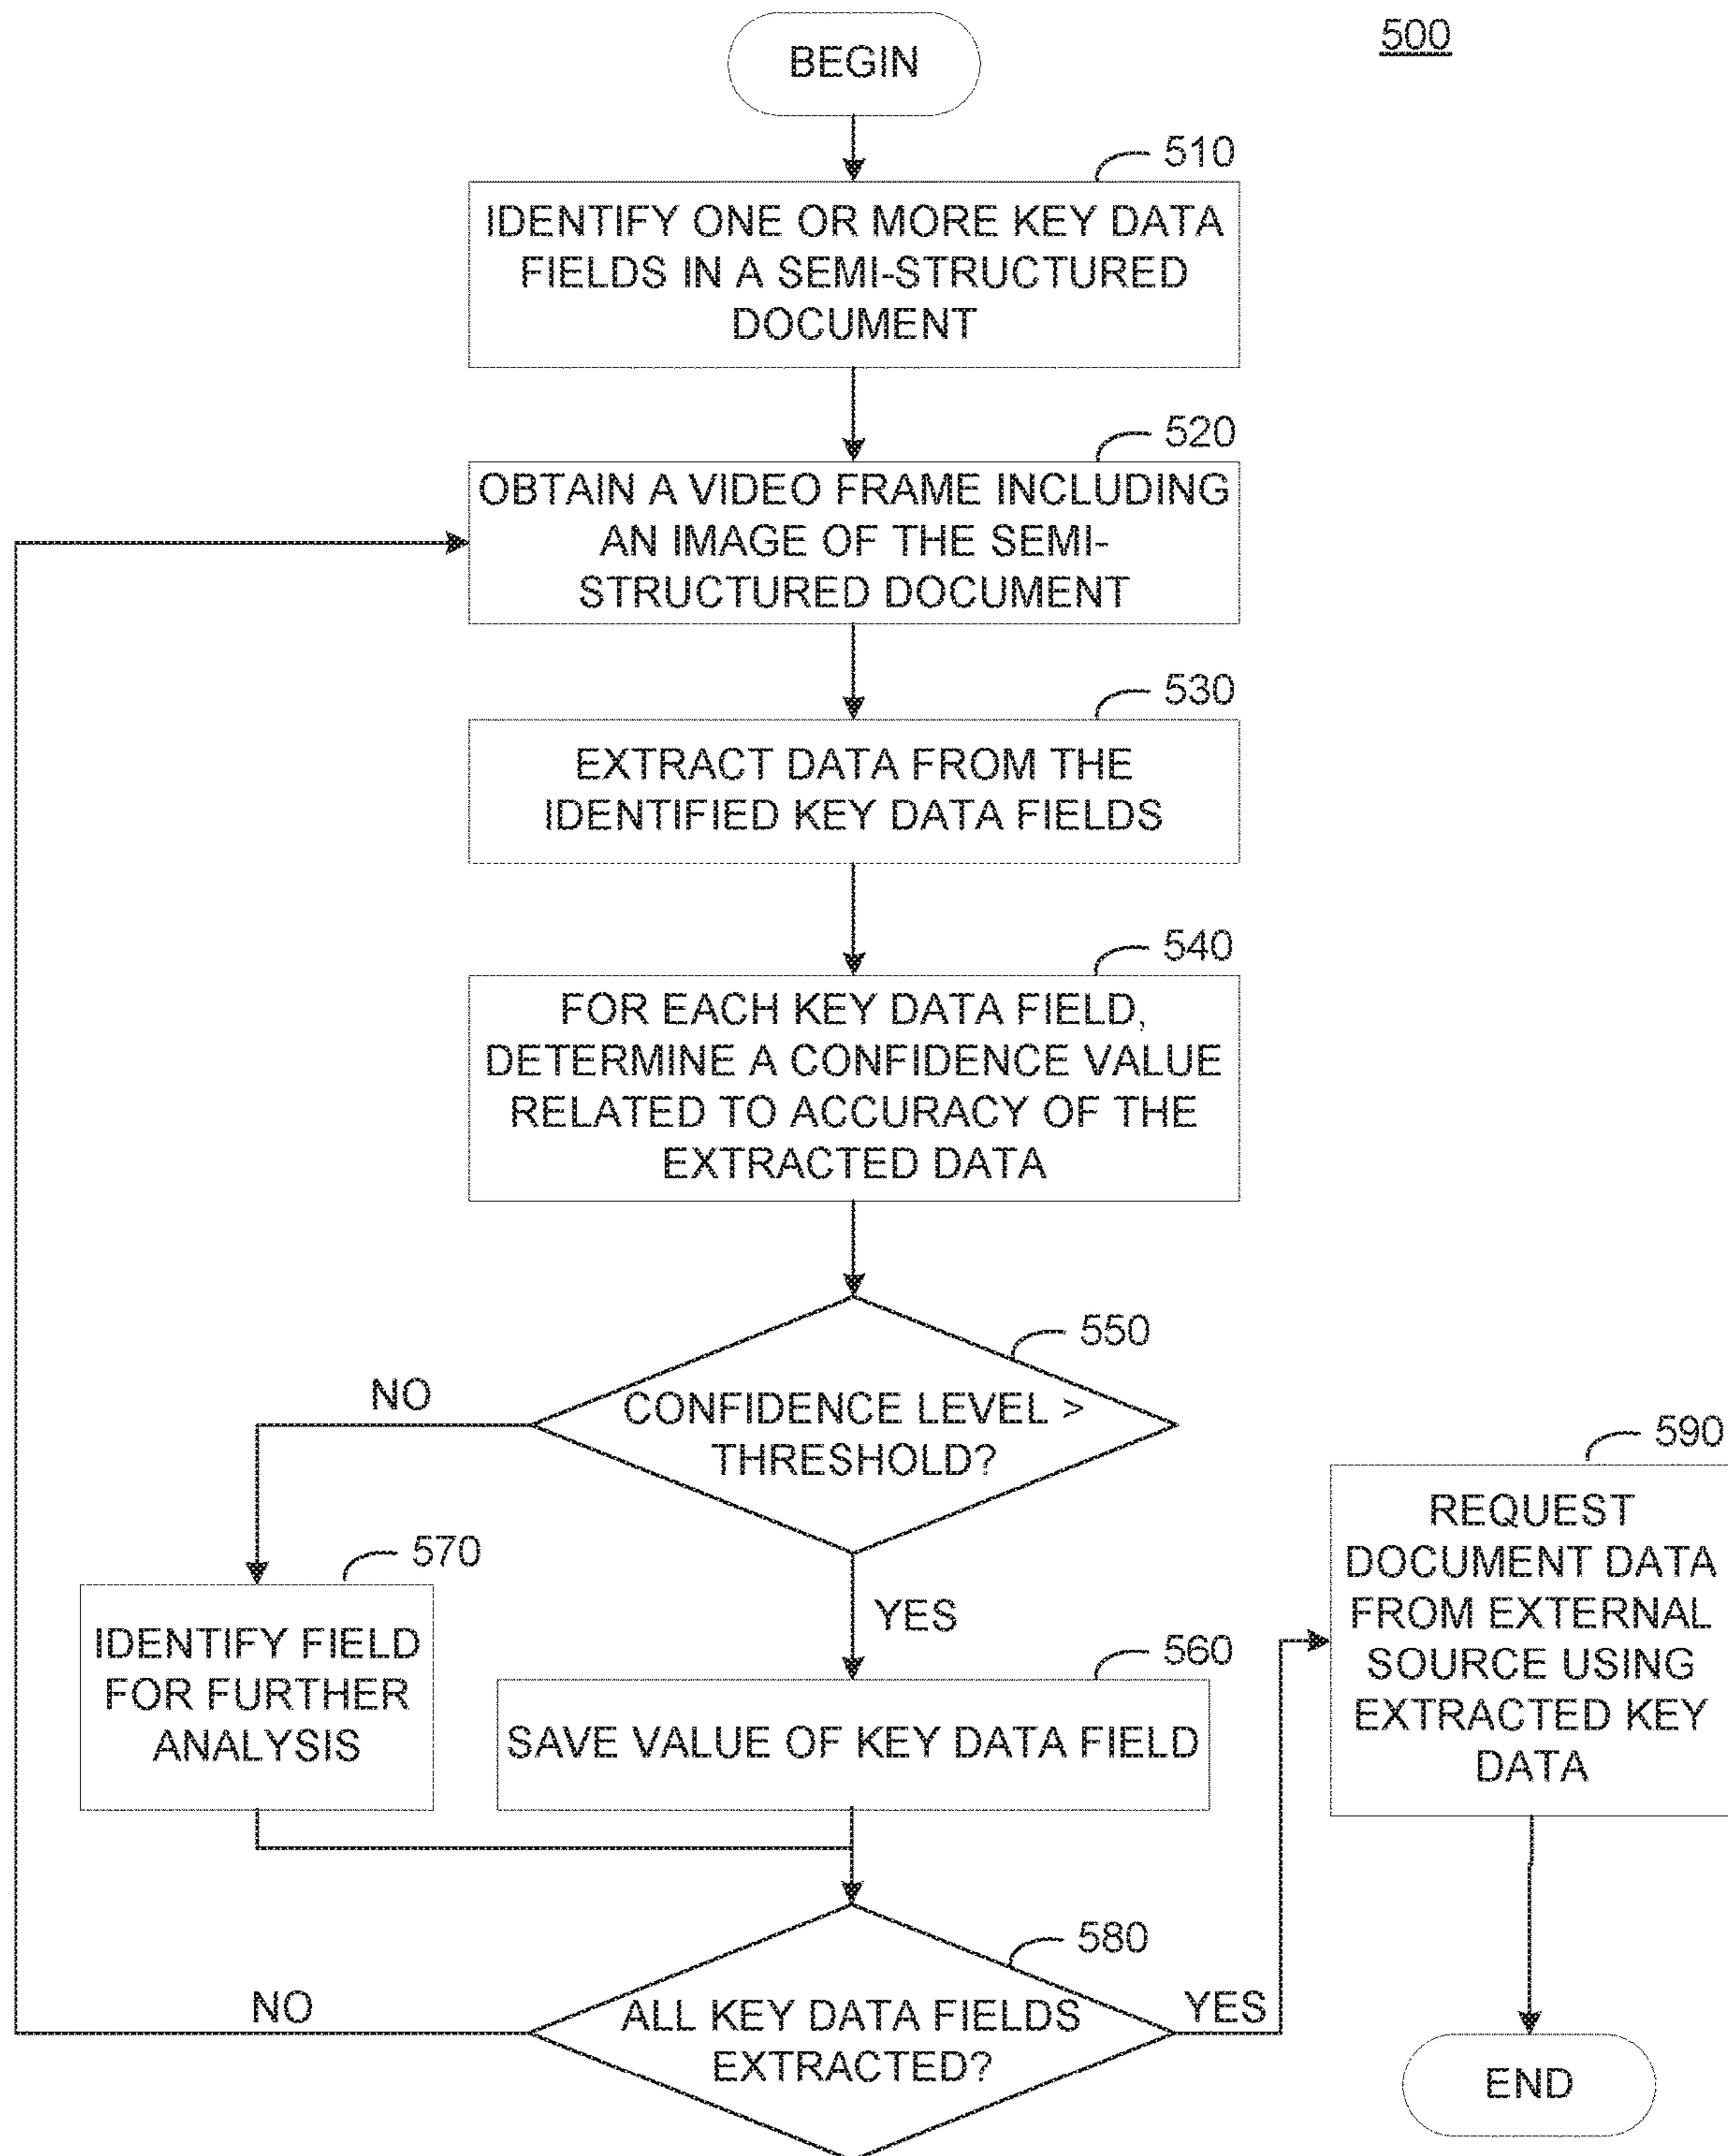 500
BEGIN
510
IDENTIFY ONE OR MORE KEY DATA
FIELDS IN A SEMI-STRUCTURED
DOCUMENT
520
OBTAIN A VIDEO FRAME INCLUDING
AN IMAGE OF THE SEMI-
STRUCTURED DOCUMENT
530
EXTRACT DATA FROM THE
IDENTIFIED KEY DATA FIELDS
540
FOR EACH KEY DATA FIELD,
DETERMINE A CONFIDENCE VALUE
RELATED TO ACCURACY OF THE
EXTRACTED DATA
550
CONFIDENCE LEVEL >
THRESHOLD?
NO
YES
570
IDENTIFY FIELD
FOR FURTHER
ANALYSIS
560
SAVE VALUE OF KEY DATA FIELD
580
ALL KEY DATA FIELDS
EXTRACTED?
NO
YES
590
REQUEST
DOCUMENT DATA
FROM EXTERNAL
SOURCE USING
EXTRACTED KEY
DATA
END